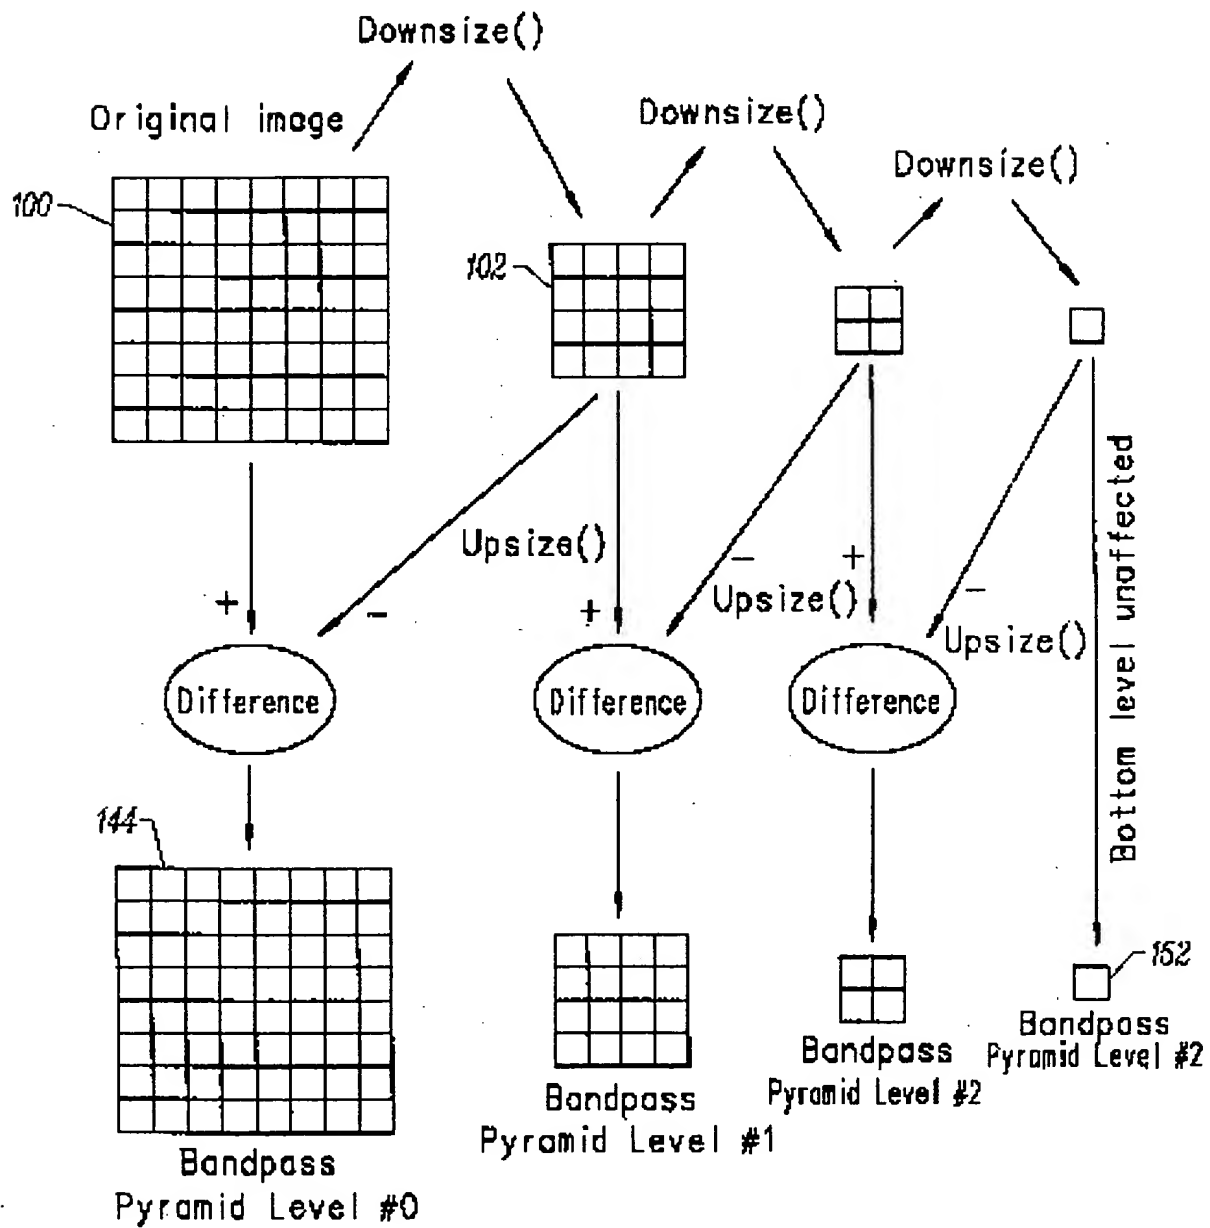 Downsize()
Original image
Downsize()
Downsize()
100
102
Upsize()
+
−
+
−
Upsize()
+
−
Upsize()
Bottom level unaffected
Difference
Difference
Difference
144
152
Bandpass
Pyramid Level #0
Bandpass
Pyramid Level #1
Bandpass
Pyramid Level #2
Bandpass
Pyramid Level #2